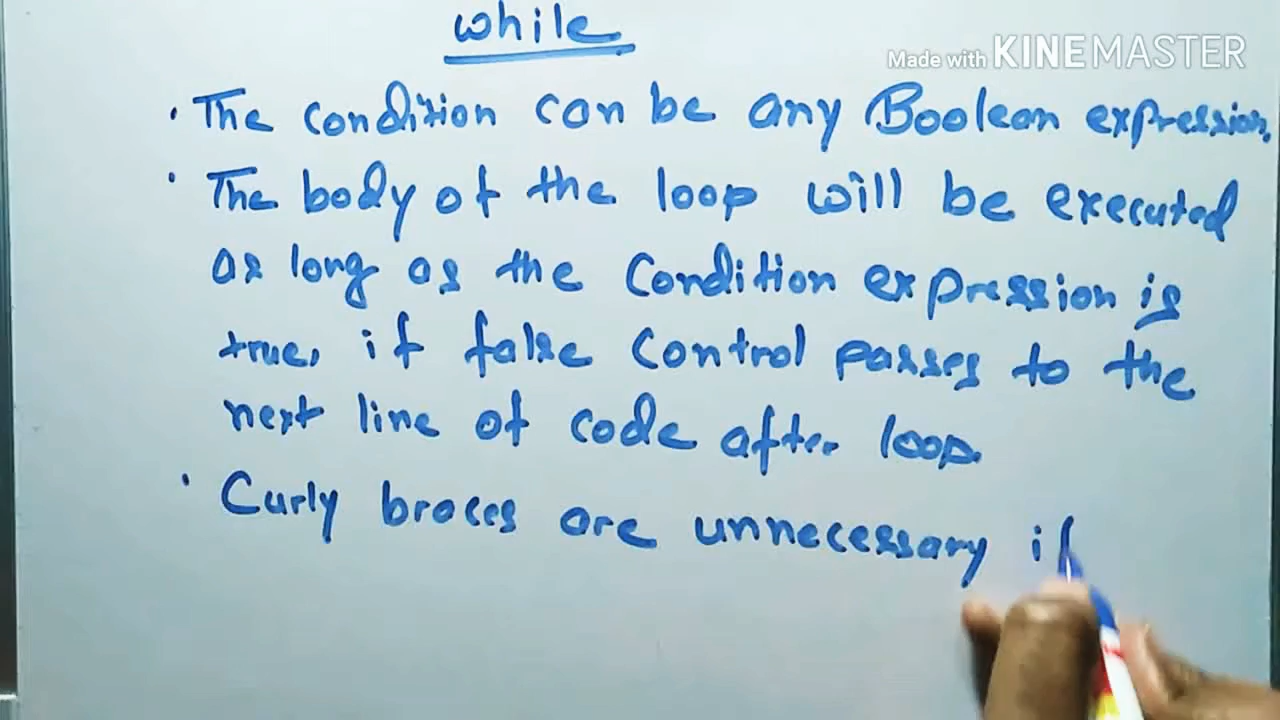 while
Made with KINEMASTER
· The condition can be any Boolean expression.
· The body of the loop will be executed
as long as the condition expression is
true, if false control passes to the
next line of code after loop.
· Curly braces are unnecessary if